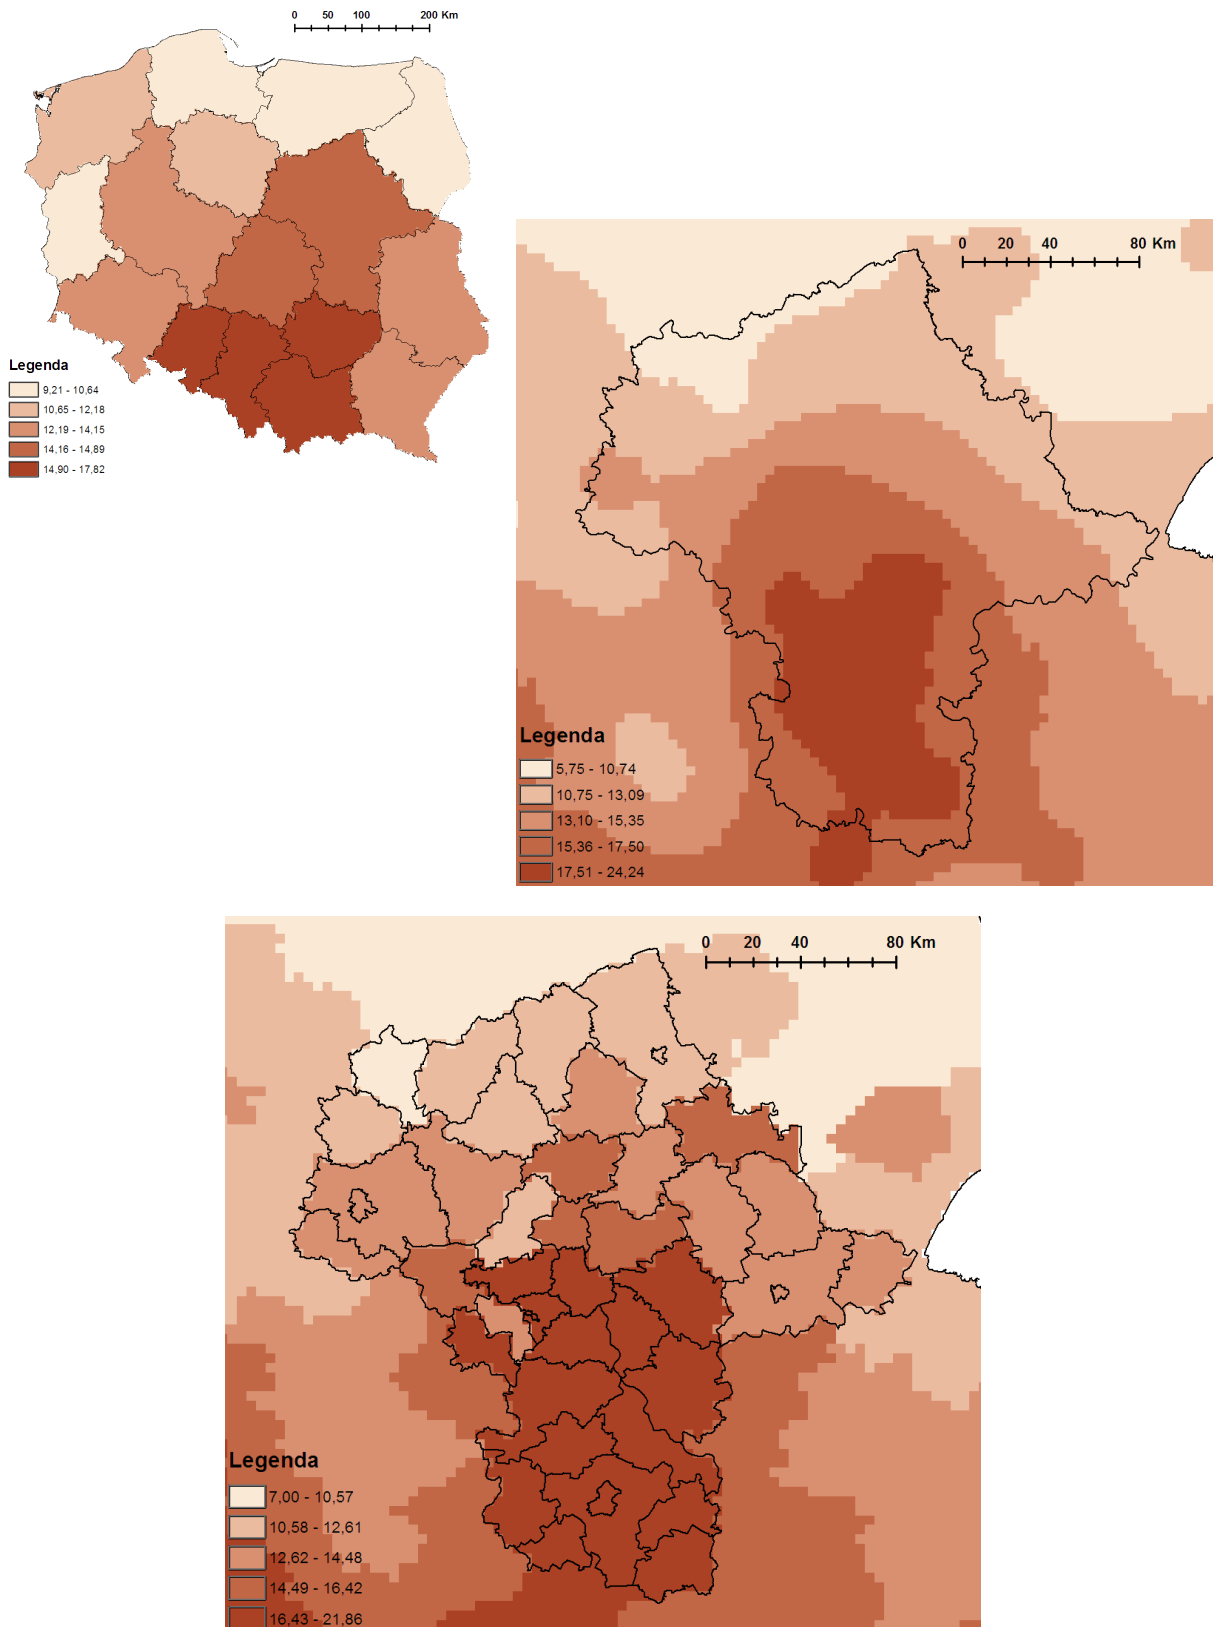 0 50 100 200 Km
Legenda
9,21 - 10,64
10,65 - 12,18
12,19 - 14,15
14,16 - 14,89
14,90 - 17,82
0 20 40 80 Km
Legenda
5,75 - 10,74
10,75 - 13,09
13,10 - 15,35
15,36 - 17,50
17,51 - 24,24
0 20 40 80 Km
Legenda
7,00 - 10,57
10,58 - 12,61
12,62 - 14,48
14,49 - 16,42
16,43 - 21,86